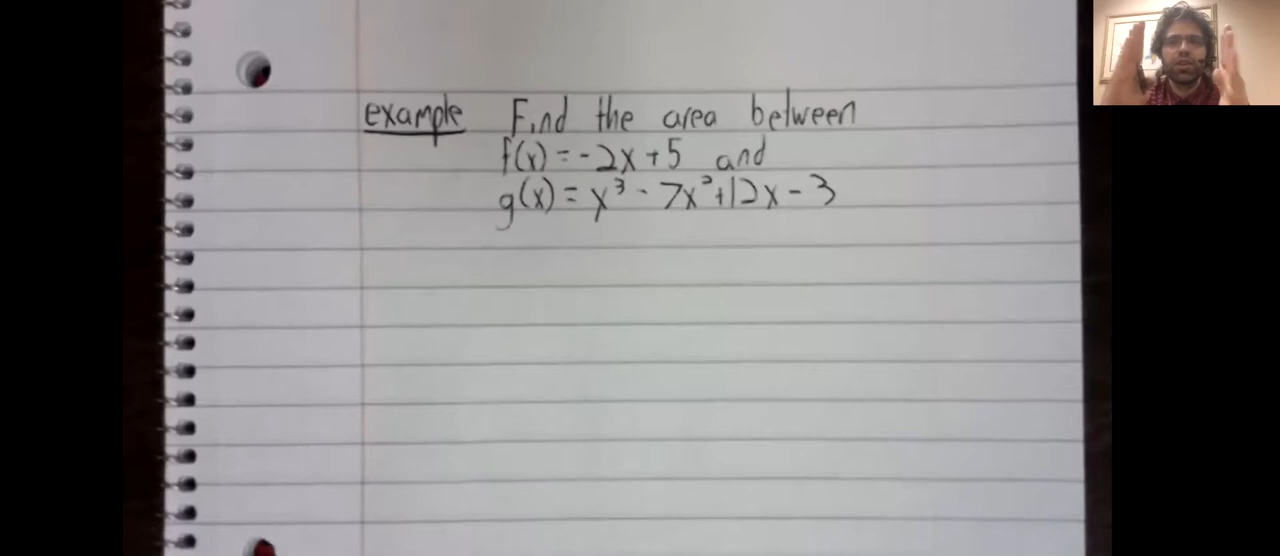 example Find the area between
f(x) = -2x + 5 and
g(x) = x³ - 7x² + 12x - 3